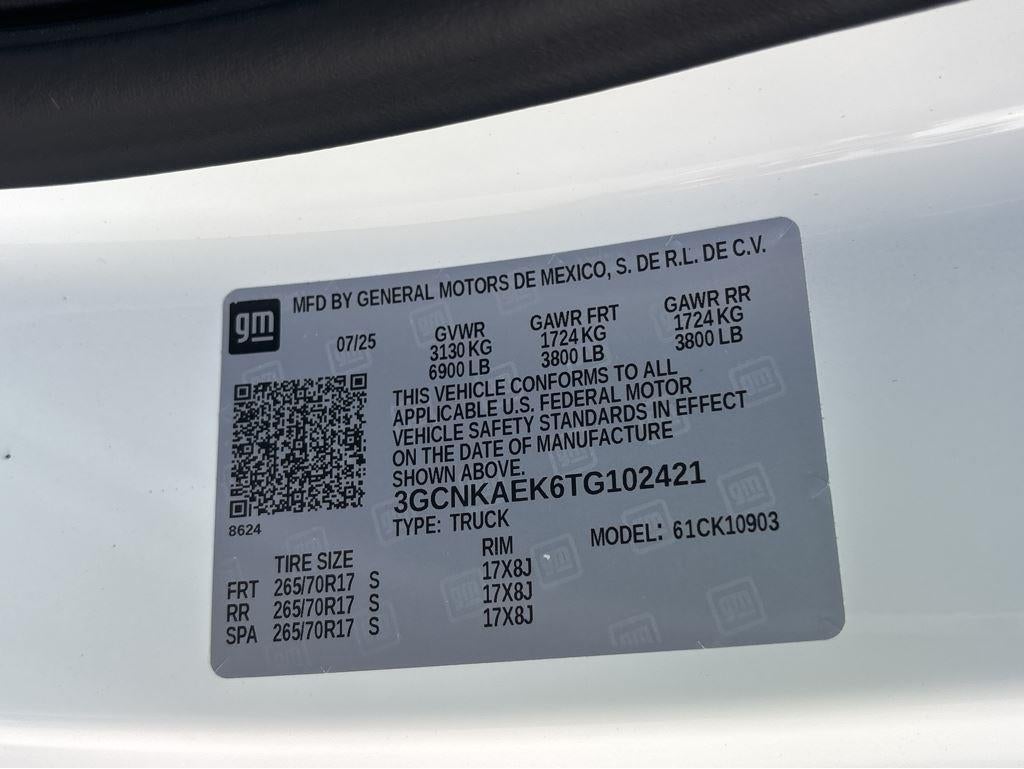 gm
MFD BY GENERAL MOTORS DE MEXICO, S. DE R.L. DE C.V.
07/25 GVWR GAWR FRT GAWR RR
3130 KG 1724 KG 1724 KG
6900 LB 3800 LB 3800 LB
THIS VEHICLE CONFORMS TO ALL
APPLICABLE U.S. FEDERAL MOTOR
VEHICLE SAFETY STANDARDS IN EFFECT
ON THE DATE OF MANUFACTURE
SHOWN ABOVE.
3GCNKAEK6TG102421
8624
TYPE: TRUCK MODEL: 61CK10903
TIRE SIZE RIM
FRT 265/70R17 S 17X8J
RR 265/70R17 S 17X8J
SPA 265/70R17 S 17X8J